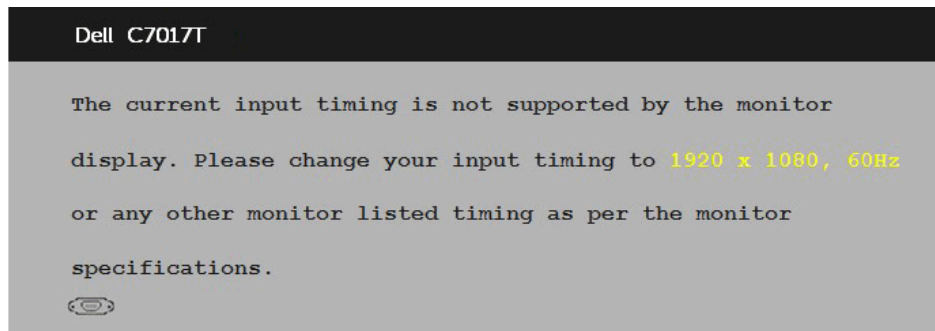 Dell C7017T
The current input timing is not supported by the monitor
display. Please change your input timing to 1920 x 1080, 60Hz
or any other monitor listed timing as per the monitor
specifications.